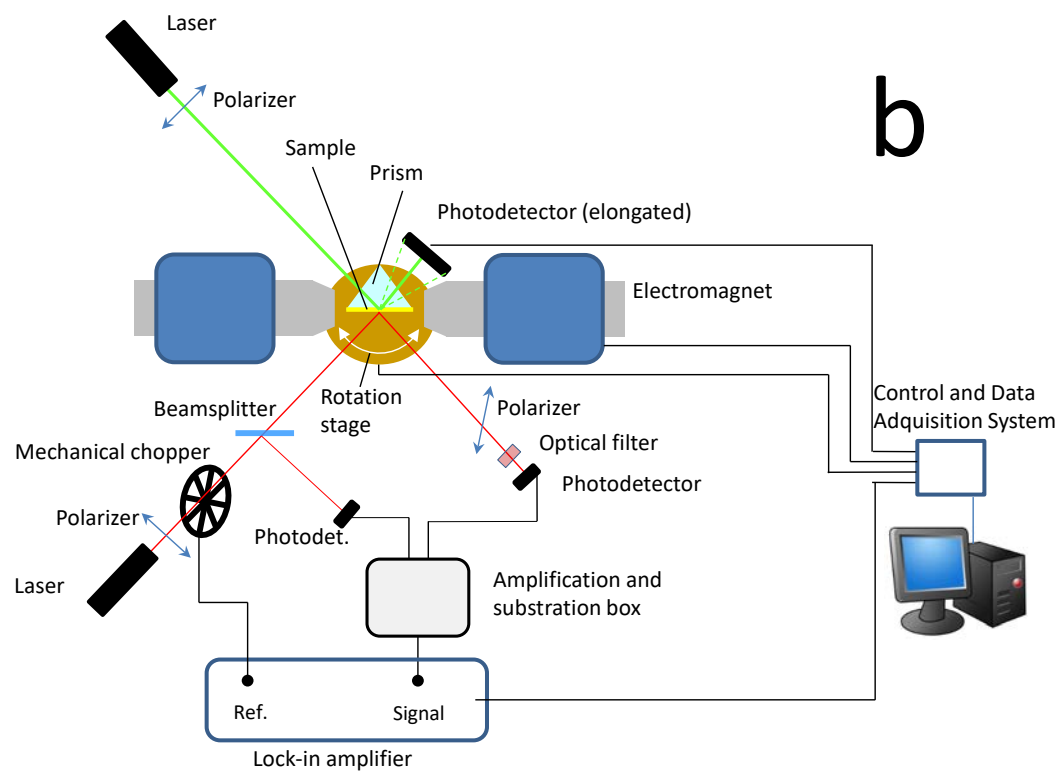 Laser
b
Polarizer
Sample
Prism
Photodetector (elongated)
Electromagnet
Rotation
stage
Beamsplitter
Polarizer
Control and Data
Adquisition System
Optical filter
Mechanical chopper
Photodetector
Polarizer
Photodet.
Laser
Amplification and
substration box
Ref.
Signal
Lock-in amplifier